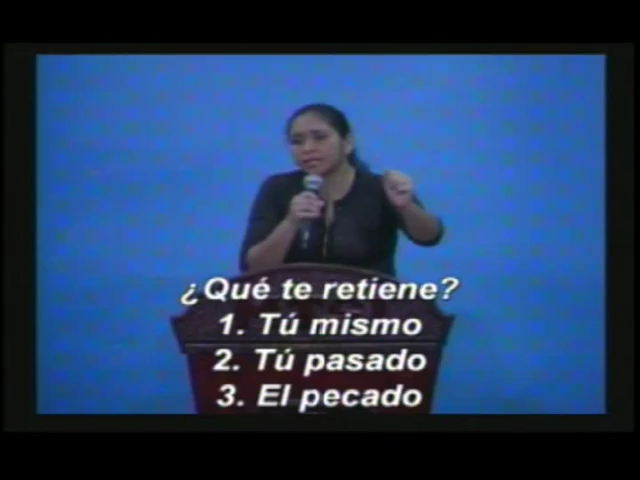 ¿Qué te retiene?
1. Tú mismo
2. Tú pasado
3. El pecado